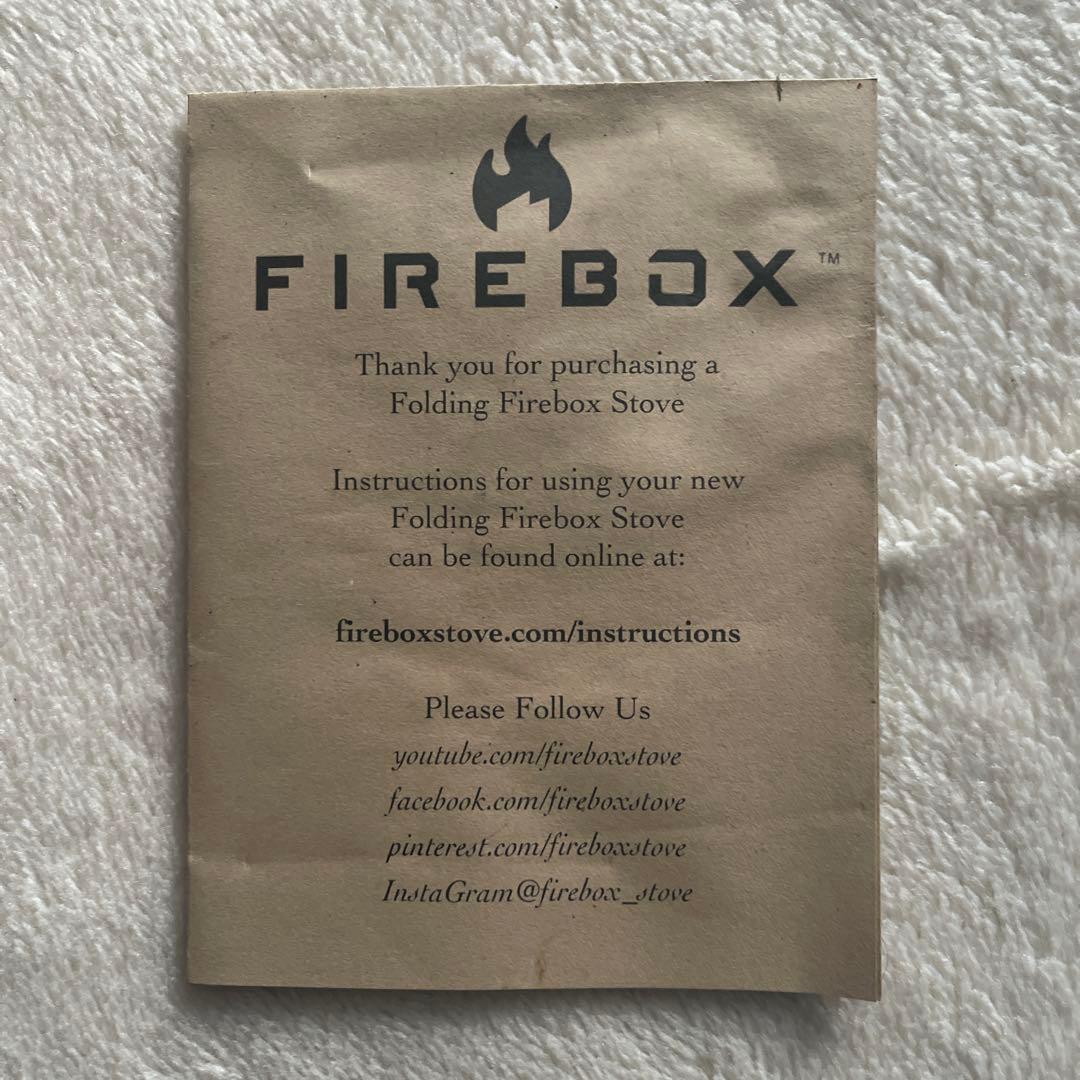 FIREBOX™
Thank you for purchasing a
Folding Firebox Stove
Instructions for using your new
Folding Firebox Stove
can be found online at:
fireboxstove.com/instructions
Please Follow Us
youtube.com/fireboxstove
facebook.com/fireboxstove
pinterest.com/fireboxstove
InstaGram@firebox_stove